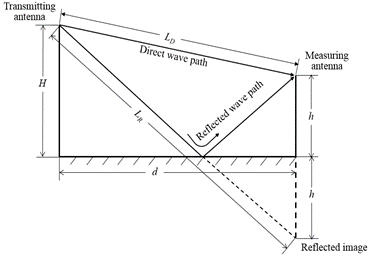 Transmitting
antenna
L_D
Direct wave path
Measuring
antenna
H
L_R
Reflected wave path
h
d
h
Reflected image